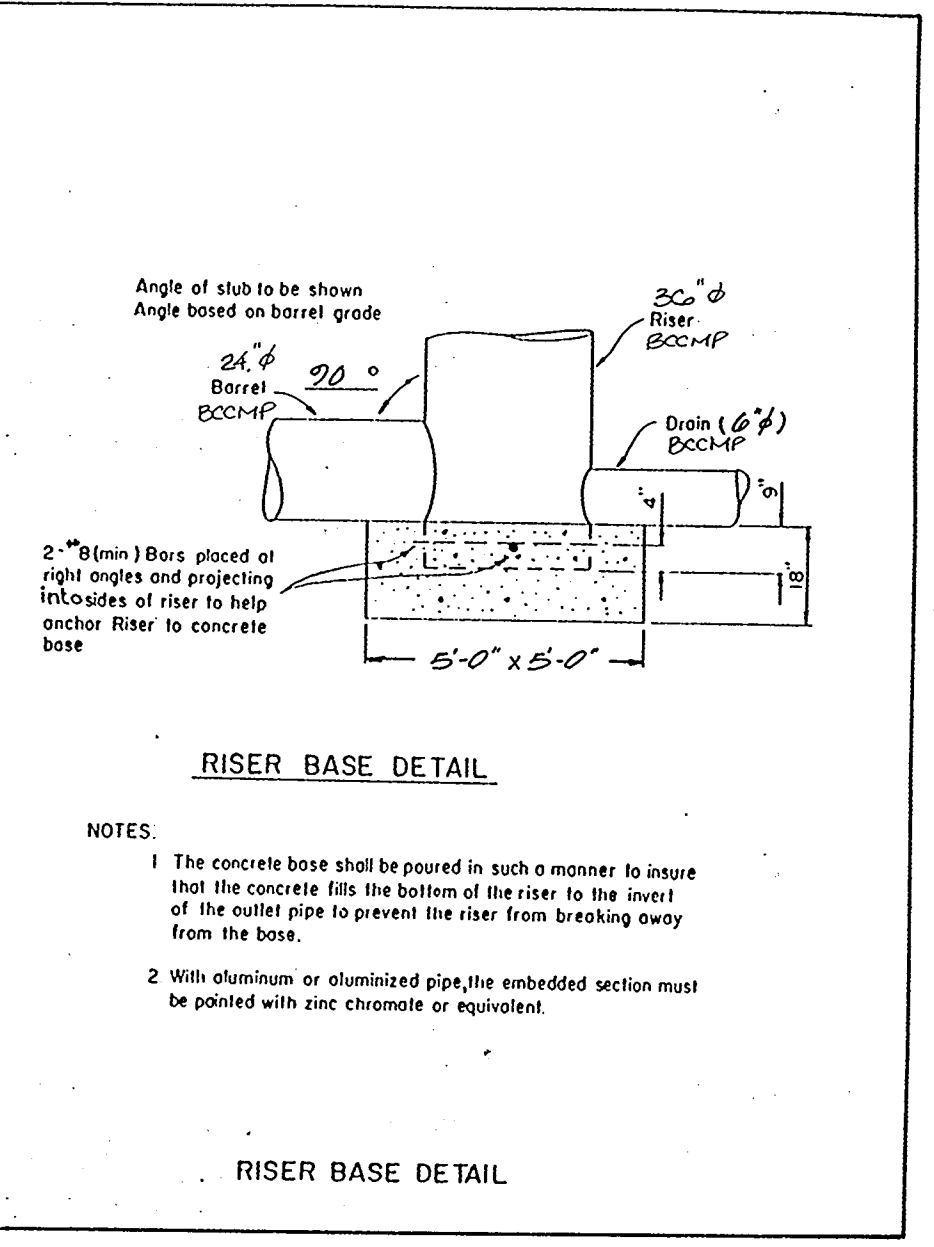 Angle of stub to be shown
Angle based on barrel grade
36"ϕ
Riser
BCCMP
24"ϕ
Barrel
BCCMP
90 °
Drain (6"ϕ)
BCCMP
4"
9"
18"
2-#8(min) Bars placed at
right angles and projecting
into sides of riser to help
anchor Riser to concrete
base
5'-0" x 5'-0"
RISER BASE DETAIL
NOTES:
1 The concrete base shall be poured in such a manner to insure
that the concrete fills the bottom of the riser to the invert
of the outlet pipe to prevent the riser from breaking away
from the base.
2 With aluminum or aluminized pipe, the embedded section must
be painted with zinc chromate or equivalent.
RISER BASE DETAIL